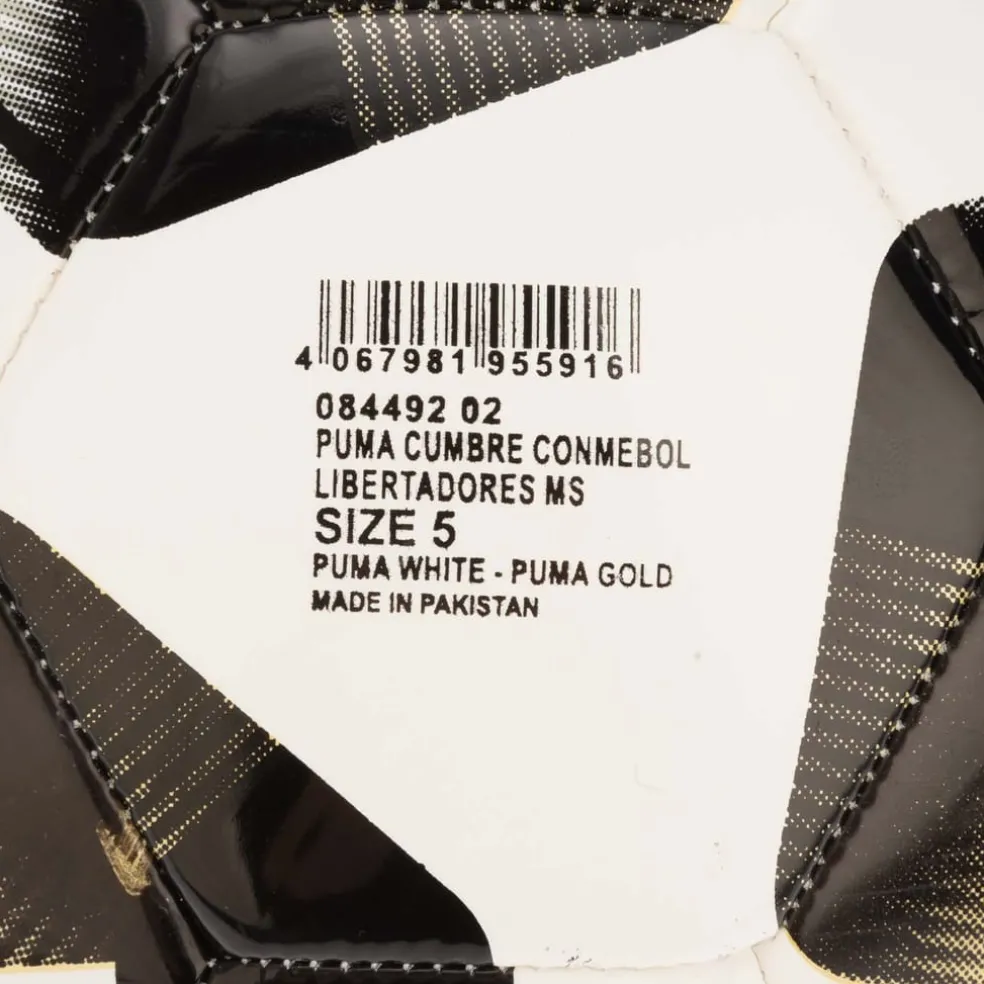 4 067981 955916
084492 02
PUMA CUMBRE CONMEBOL
LIBERTADORES MS
SIZE 5
PUMA WHITE - PUMA GOLD
MADE IN PAKISTAN